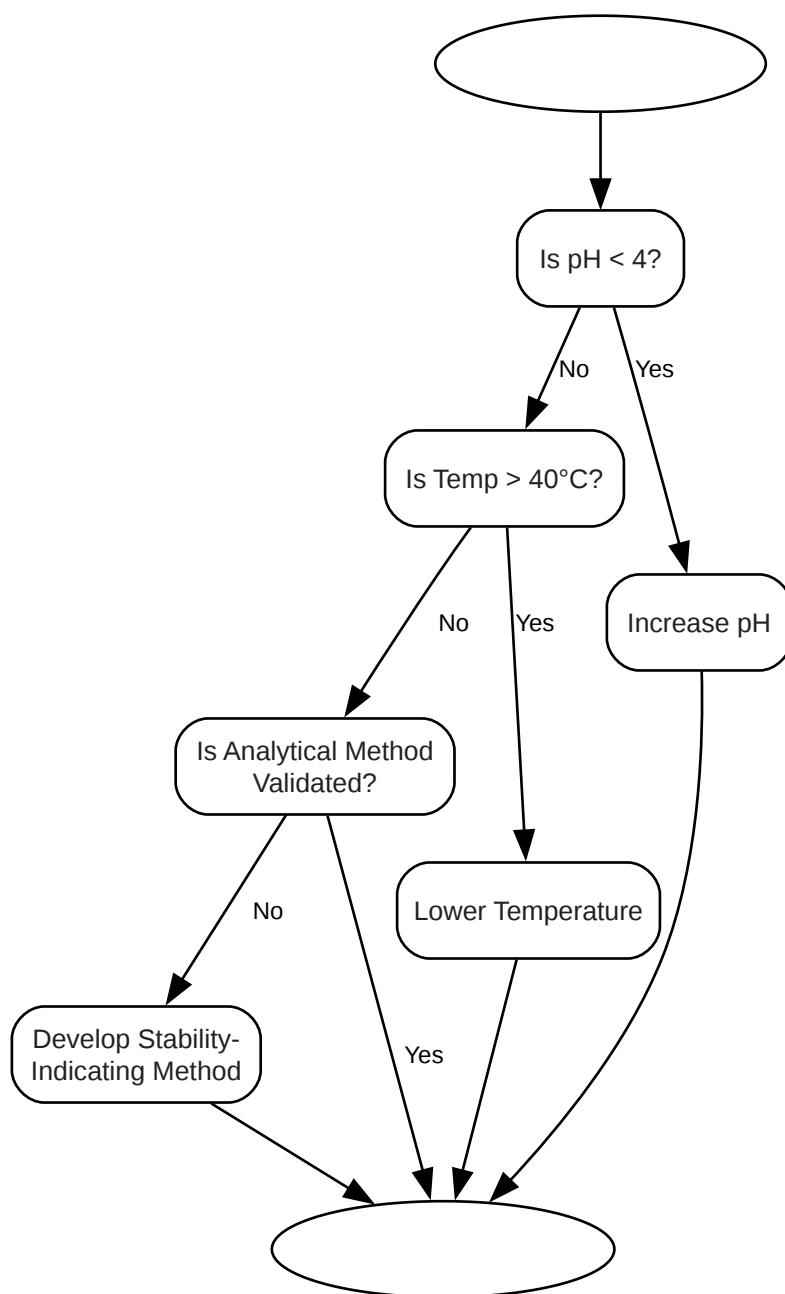 Is pH < 4?
No
Yes
Is Temp > 40°C?
No
Yes
Increase pH
Is Analytical Method
Validated?
No
Lower Temperature
Develop Stability-
Indicating Method
Yes